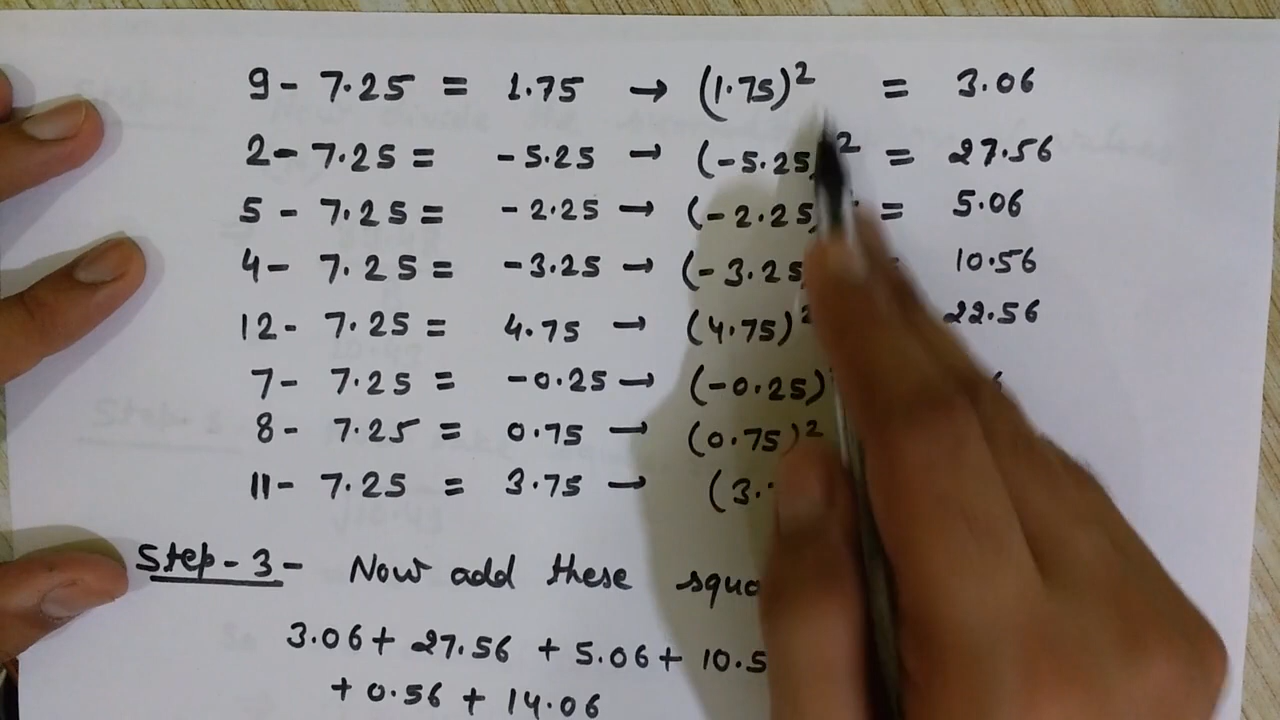 9 - 7.25 = 1.75 → (1.75)² = 3.06
2 - 7.25 = -5.25 → (-5.25)² = 27.56
5 - 7.25 = -2.25 → (-2.25) = 5.06
4 - 7.25 = -3.25 → (-3.25 10.56
12 - 7.25 = 4.75 → (4.75)² 22.56
7 - 7.25 = -0.25 → (-0.25)
8 - 7.25 = 0.75 → (0.75)²
11 - 7.25 = 3.75 → (3.
Step-3- Now add these
3.06 + 27.56 + 5.06 + 10.5
+ 0.56 + 14.06